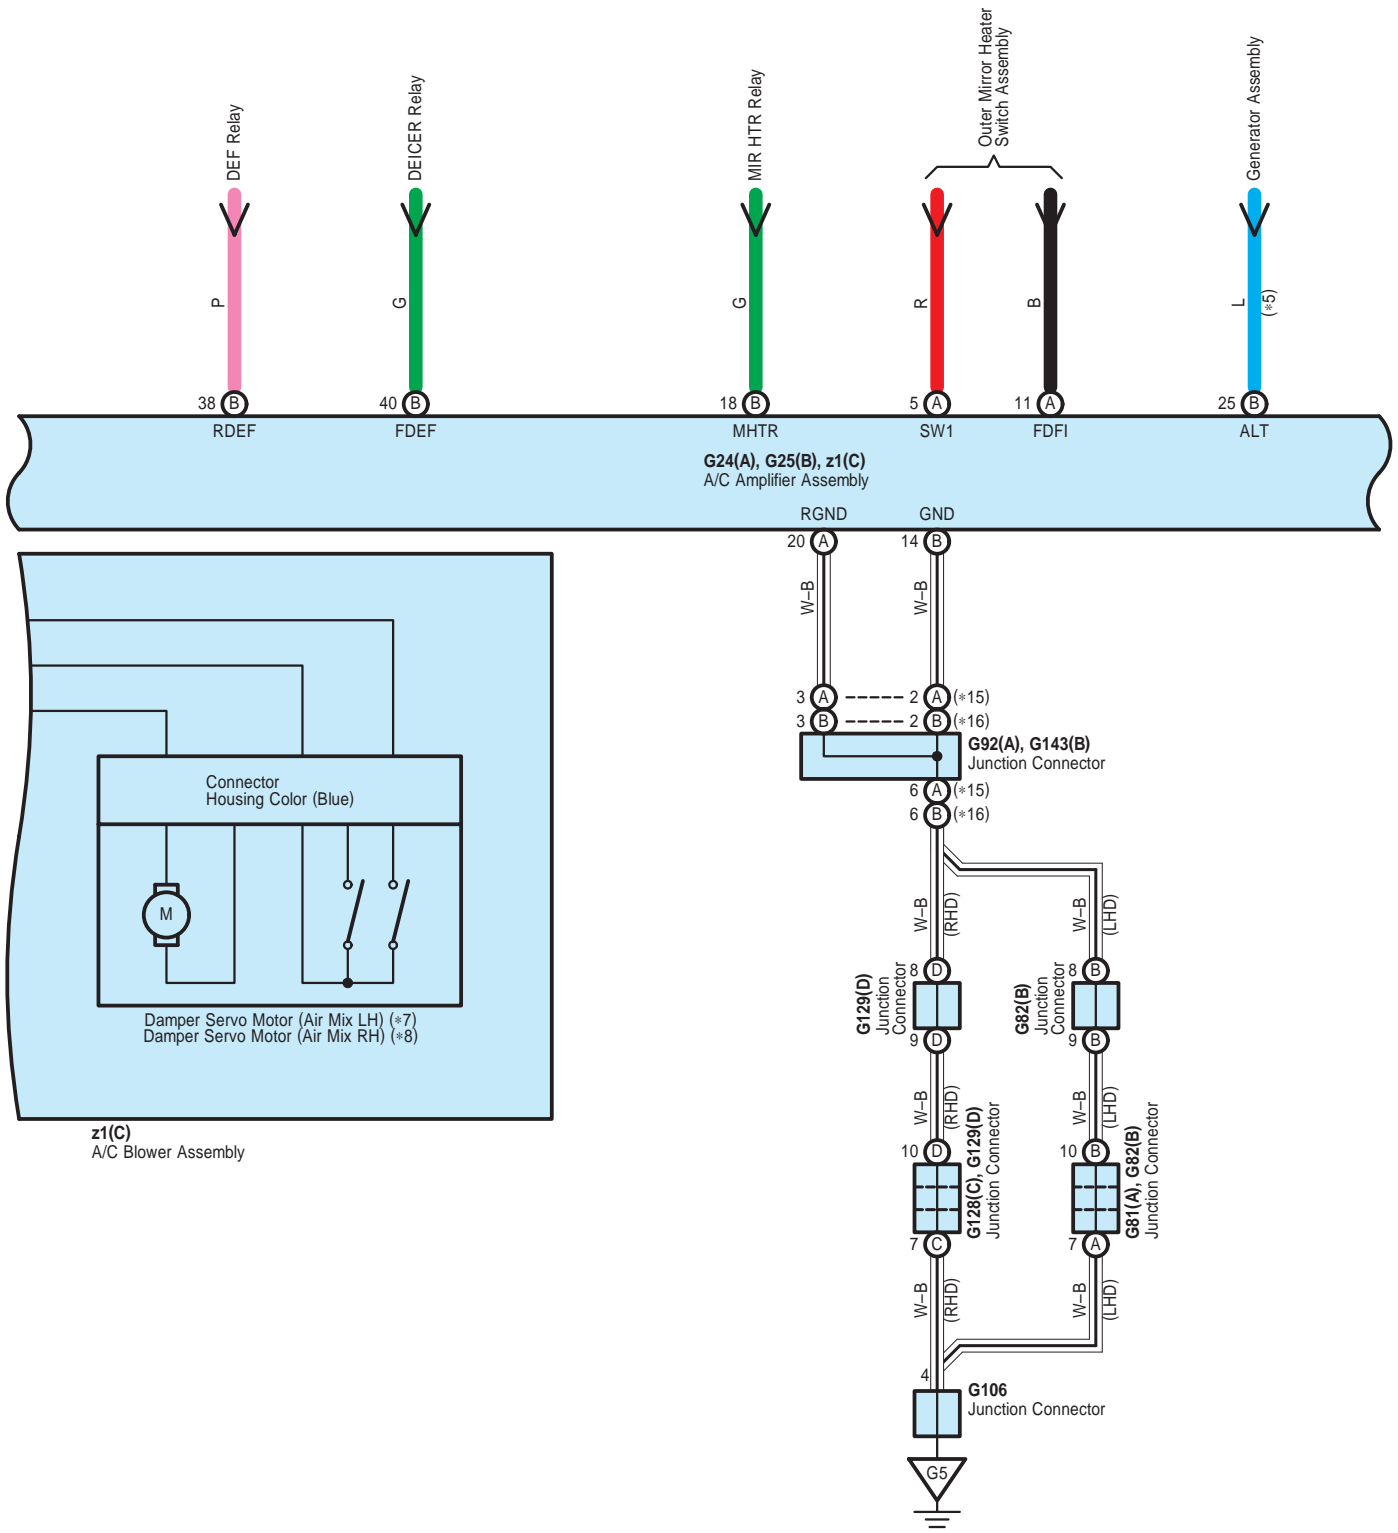 DEF Relay
DEICER Relay
MIR HTR Relay
Outer Mirror Heater
Switch Assembly
Generator Assembly
P
G
G
R
B
L
(*5)
38 B
40 B
18 B
5 A
11 A
25 B
RDEF
FDEF
MHTR
SW1
FDFI
ALT
G24(A), G25(B), z1(C)
A/C Amplifier Assembly
RGND
GND
20 A
14 B
W–B
W–B
3 A
2 A (*15)
3 B
2 B (*16)
G92(A), G143(B)
Junction Connector
6 A (*15)
6 B (*16)
Connector
Housing Color (Blue)
M
Damper Servo Motor (Air Mix LH) (*7)
Damper Servo Motor (Air Mix RH) (*8)
z1(C)
A/C Blower Assembly
W–B
(RHD)
W–B
(LHD)
8 D
8 B
G129(D)
Junction
Connector
G82(B)
Junction
Connector
9 D
9 B
W–B
(RHD)
W–B
(LHD)
10 D
10 B
G128(C), G129(D)
Junction Connector
G81(A), G82(B)
Junction Connector
7 C
7 A
W–B
(RHD)
W–B
(LHD)
4
G106
Junction Connector
G5